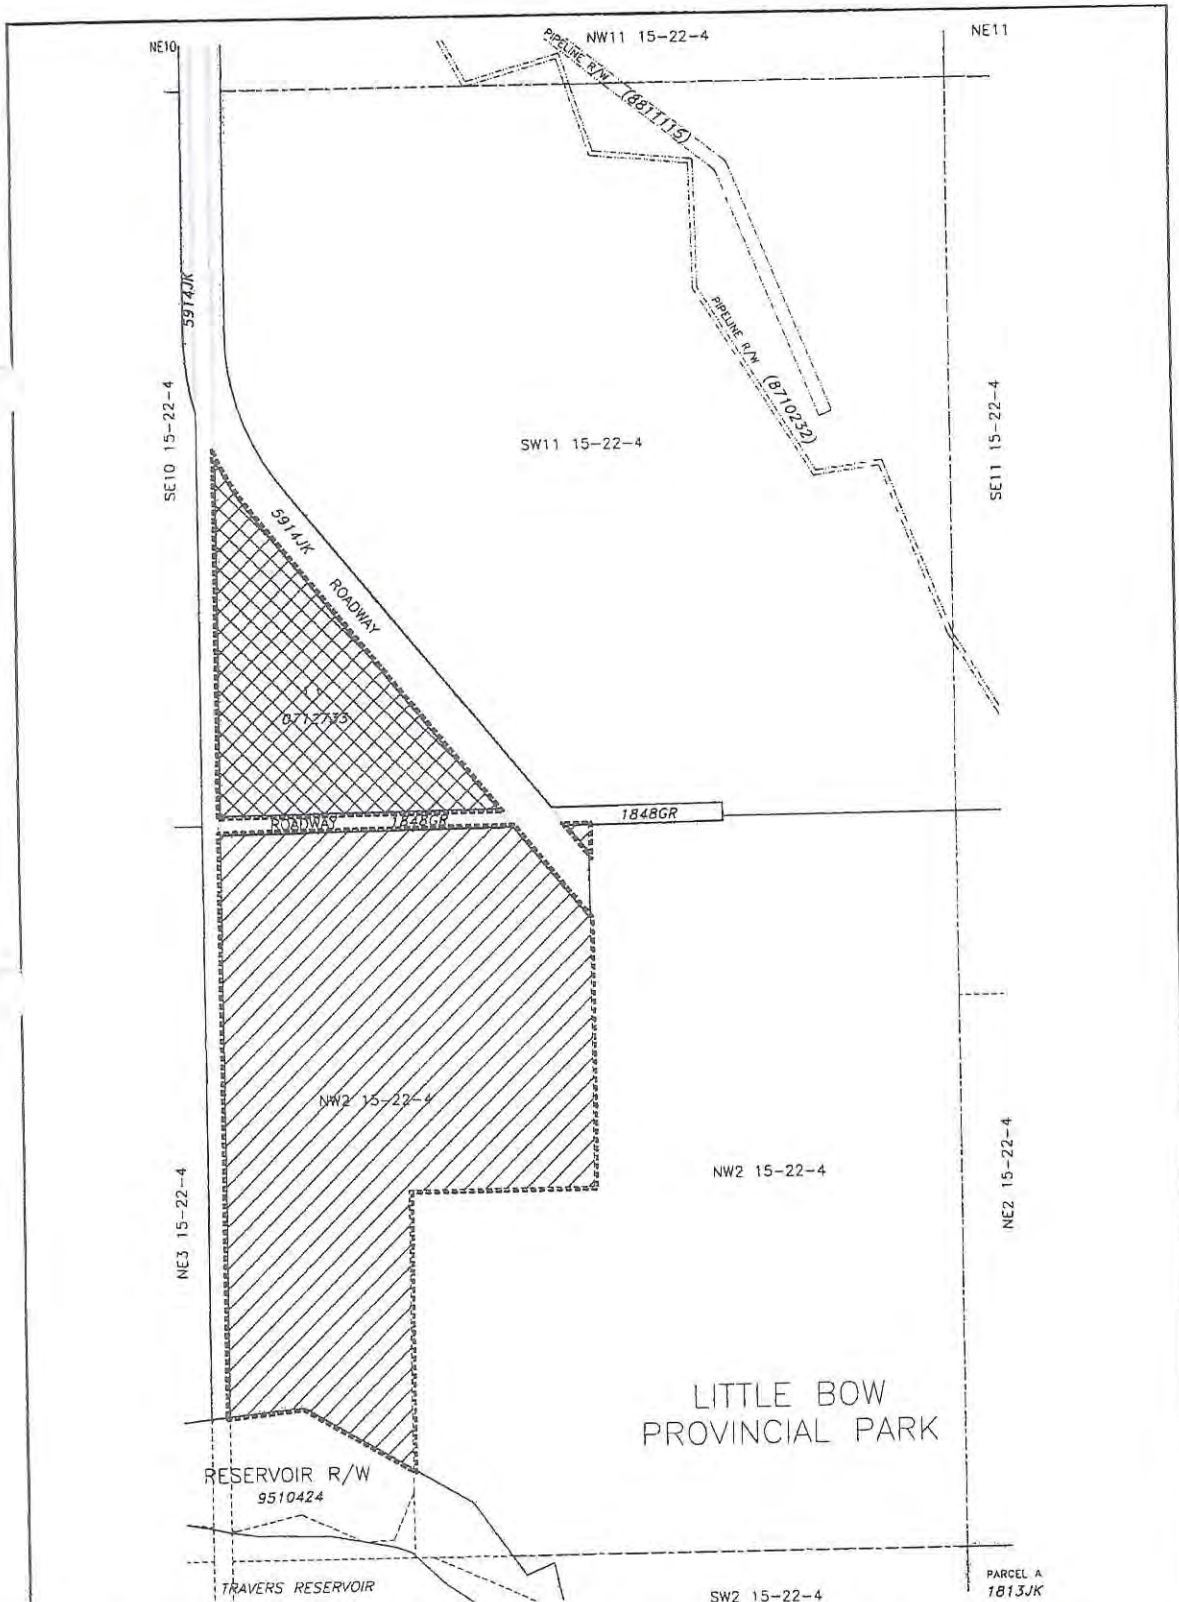 NE10
NW11 15-22-4
NE11
PIPELINE R/W
(8811115)
5914JK
PIPELINE R/W
(8710232)
SE10 15-22-4
SW11 15-22-4
SE11 15-22-4
5914JK
ROADWAY
0712733
ROADWAY
1848GR
1848GR
NW2 15-22-4
NW2 15-22-4
NE3 15-22-4
NE2 15-22-4
LITTLE BOW
PROVINCIAL PARK
RESERVOIR R/W
9510424
TRAVERS RESERVOIR
SW2 15-22-4
PARCEL A
1813JK